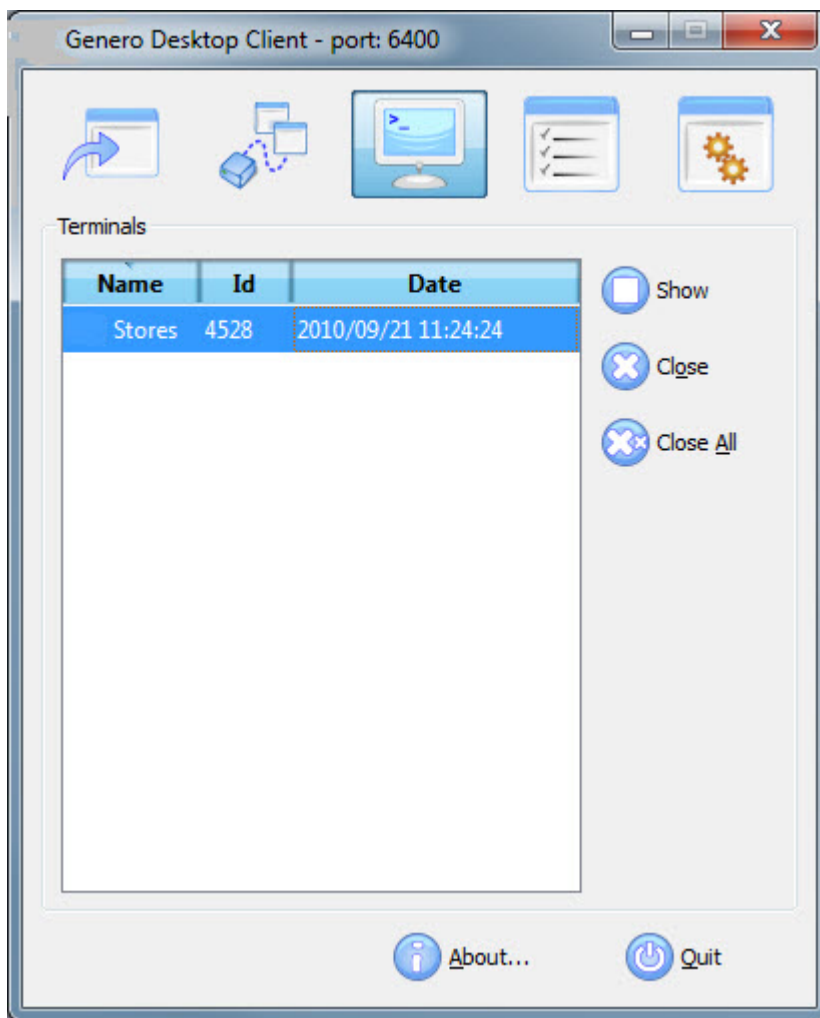 Genero Desktop Client - port: 6400
>_
Terminals
Name Id Date
Stores 4528 2010/09/21 11:24:24
Show
Close
Close All
About...
Quit